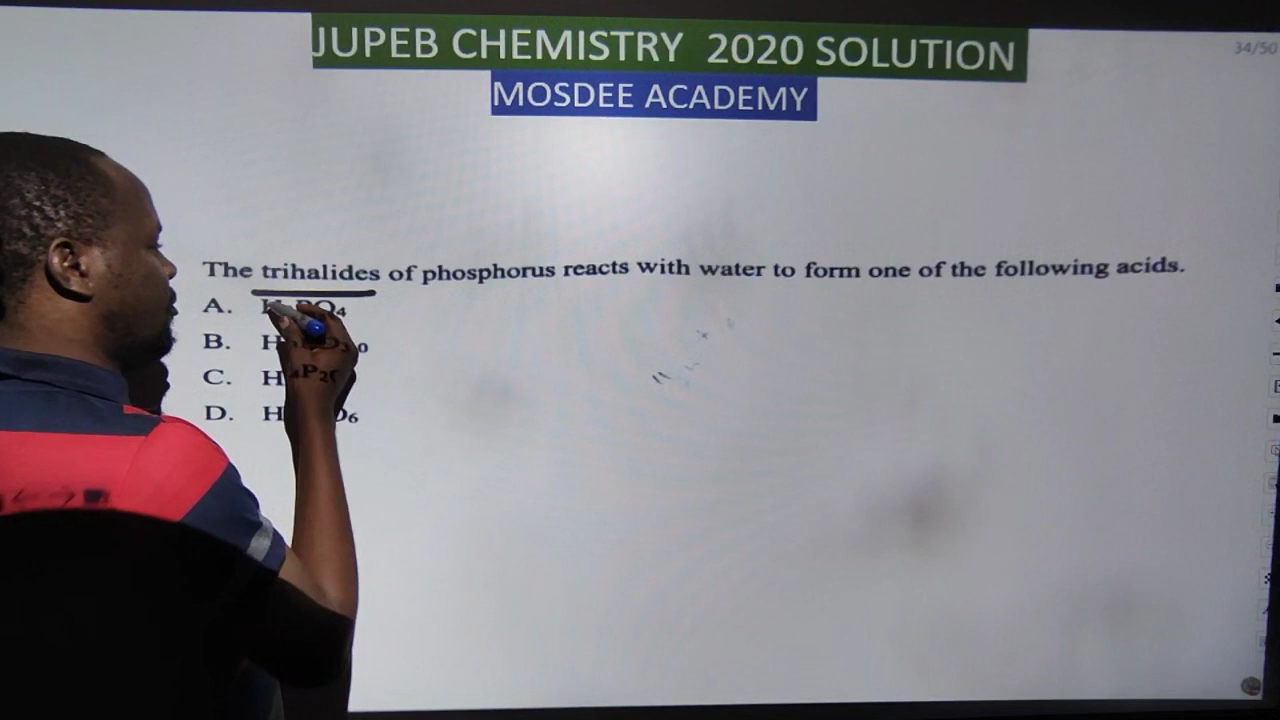 JUPEB CHEMISTRY 2020 SOLUTION
34/50
MOSDEE ACADEMY
The trihalides of phosphorus reacts with water to form one of the following acids.
A.
B.
C.
D.